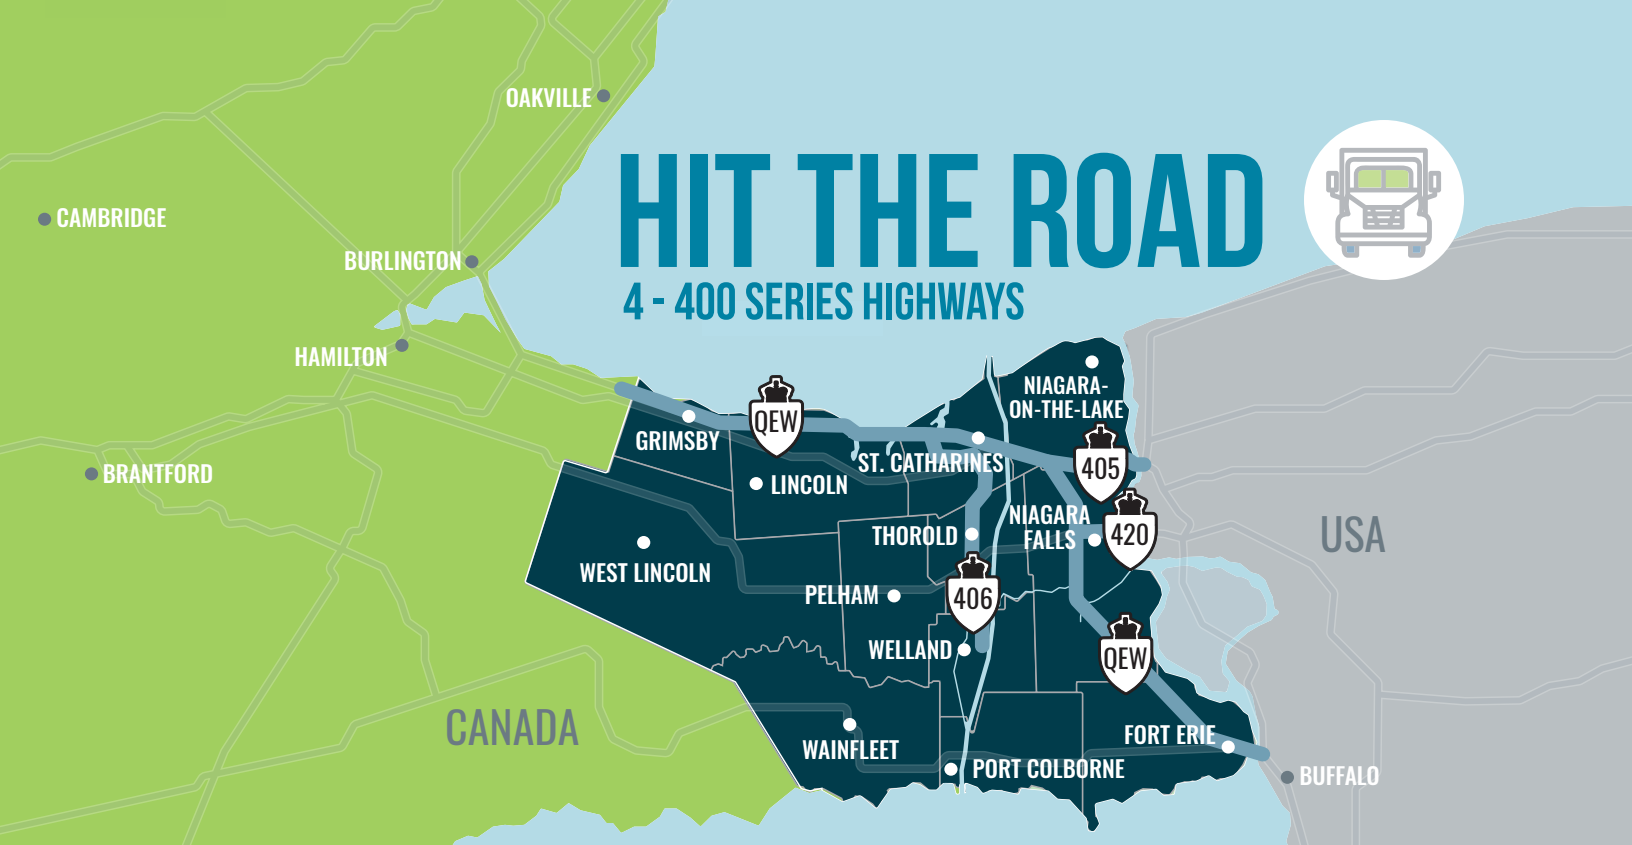 OAKVILLE
HIT THE ROAD
CAMBRIDGE
BURLINGTON
4 - 400 SERIES HIGHWAYS
HAMILTON
NIAGARA-
ON-THE-LAKE
QEW
GRIMSBY
ST. CATHARINES
405
BRANTFORD
LINCOLN
NIAGARA
FALLS
420
THOROLD
USA
WEST LINCOLN
PELHAM
406
WELLAND
QEW
CANADA
FORT ERIE
WAINFLEET
PORT COLBORNE
BUFFALO